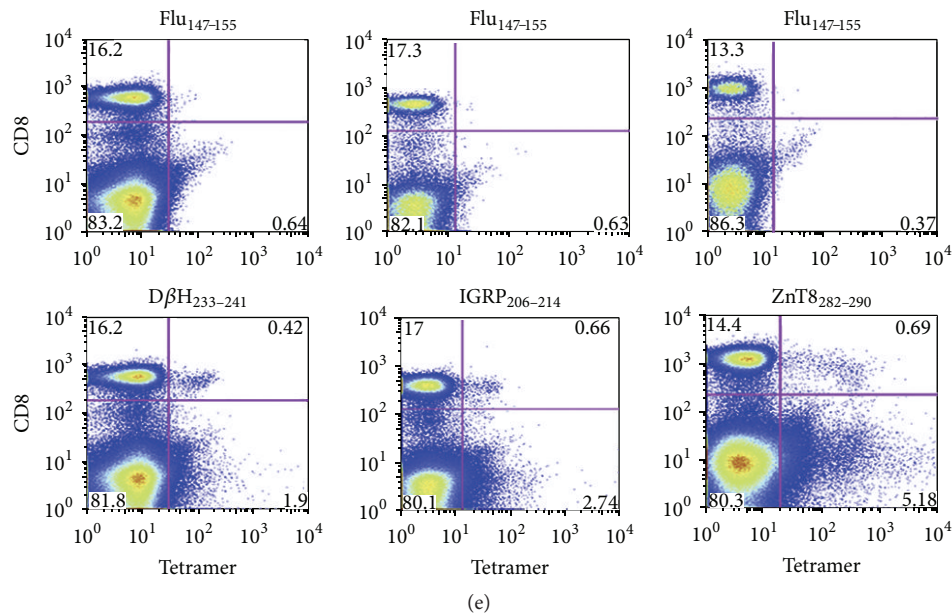 Flu147–155 Flu147–155 Flu147–155
10^4 10^4 10^4
16.2 17.3 13.3
10^3 10^3 10^3
CD8
10^2 10^2 10^2
10^1 10^1 10^1
83.2 0.64 82.1 0.63 86.3 0.37
10^0 10^0 10^0
10^0 10^1 10^2 10^3 10^4 10^0 10^1 10^2 10^3 10^4 10^0 10^1 10^2 10^3 10^4
DβH233–241 IGRP206–214 ZnT8282–290
10^4 10^4 10^4
16.2 0.42 17 0.66 14.4 0.69
10^3 10^3 10^3
CD8
10^2 10^2 10^2
10^1 10^1 10^1
81.8 1.9 80.1 2.74 80.3 5.18
10^0 10^0 10^0
10^0 10^1 10^2 10^3 10^4 10^0 10^1 10^2 10^3 10^4 10^0 10^1 10^2 10^3 10^4
Tetramer Tetramer Tetramer
(e)